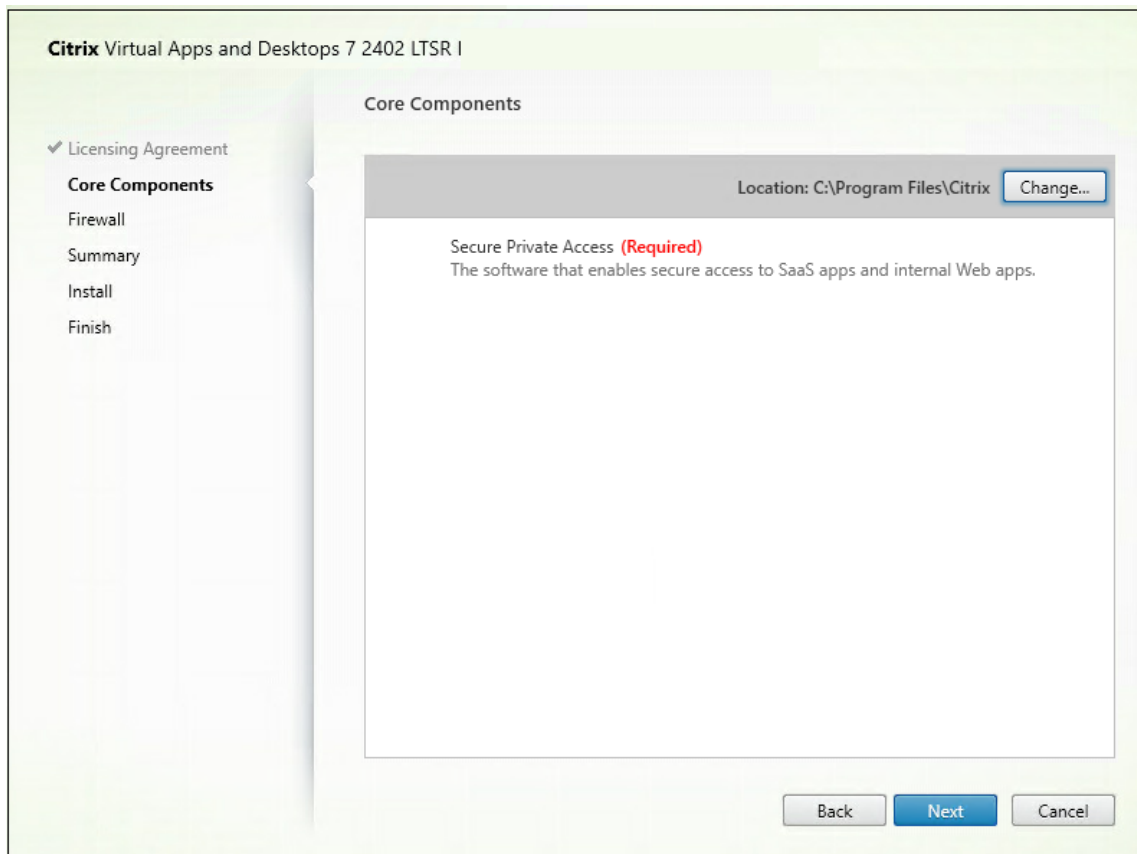 Citrix Virtual Apps and Desktops 7 2402 LTSR I
Core Components
Licensing Agreement
Core Components
Firewall
Summary
Install
Finish
Location: C:\Program Files\Citrix
Change...
Secure Private Access (Required)
The software that enables secure access to SaaS apps and internal Web apps.
Back
Next
Cancel